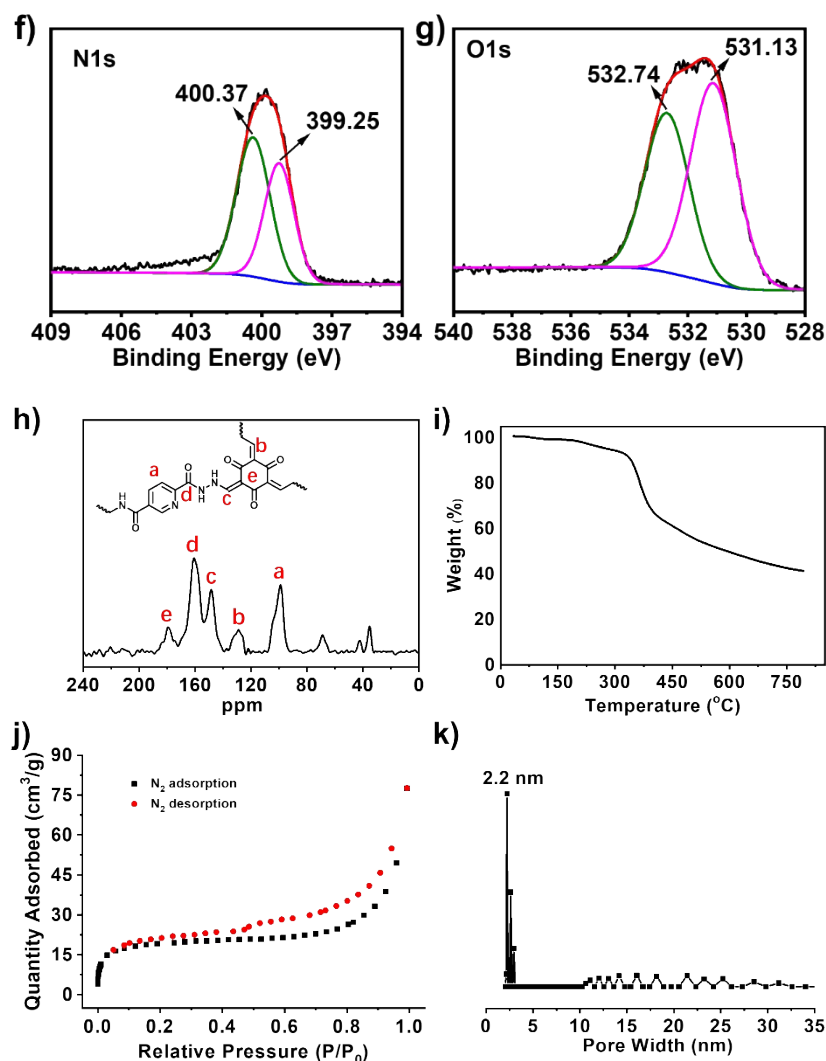 f)
N1s
400.37
399.25
409 406 403 400 397 394
Binding Energy (eV)
g)
O1s
532.74
531.13
540 538 536 534 532 530 528
Binding Energy (eV)
h)
a
d
c
b
e
O
O
O
O
O
N
H
N
H
N
H
N
e
d
c
b
a
240 160 80 0
ppm
i)
Weight (%)
100
80
60
40
20
0
0 150 300 450 600 750
Temperature (°C)
j)
Quantity Adsorbed (cm³/g)
90
75
60
45
30
15
0
N₂ adsorption
N₂ desorption
0.0 0.2 0.4 0.6 0.8 1.0
Relative Pressure (P/P₀)
k)
2.2 nm
0 5 10 15 20 25 30 35
Pore Width (nm)